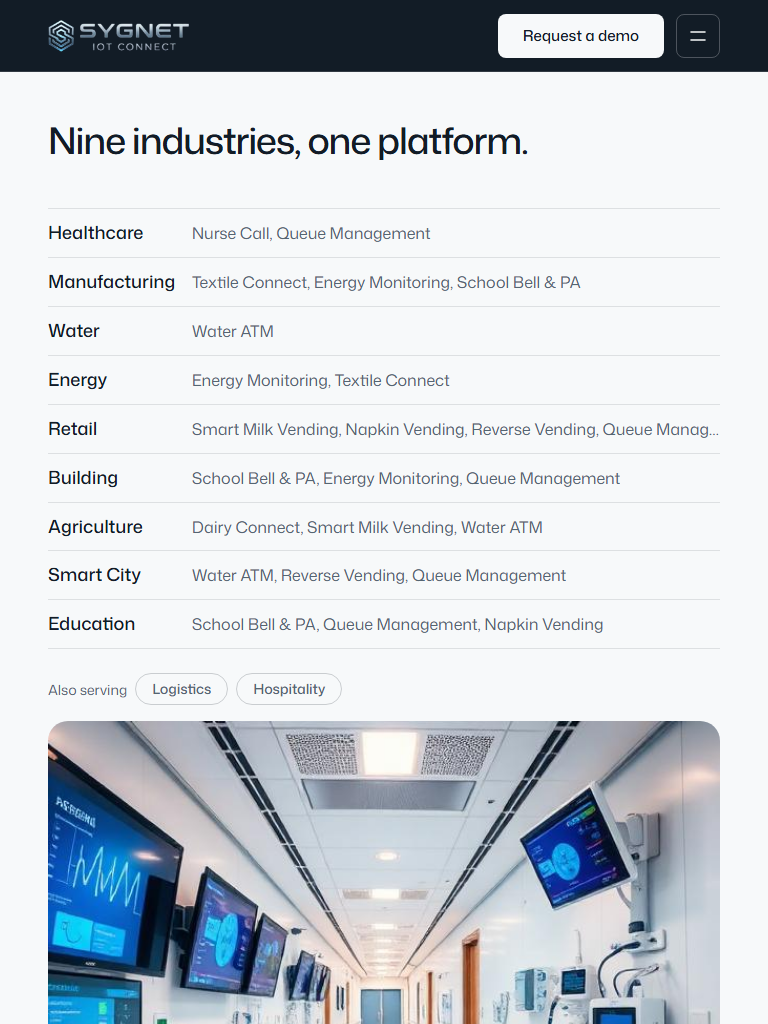 SYGNET
IOT CONNECT
Request a demo
Nine industries, one platform.
Healthcare Nurse Call, Queue Management
Manufacturing Textile Connect, Energy Monitoring, School Bell & PA
Water Water ATM
Energy Energy Monitoring, Textile Connect
Retail Smart Milk Vending, Napkin Vending, Reverse Vending, Queue Manag...
Building School Bell & PA, Energy Monitoring, Queue Management
Agriculture Dairy Connect, Smart Milk Vending, Water ATM
Smart City Water ATM, Reverse Vending, Queue Management
Education School Bell & PA, Queue Management, Napkin Vending
Also serving Logistics Hospitality